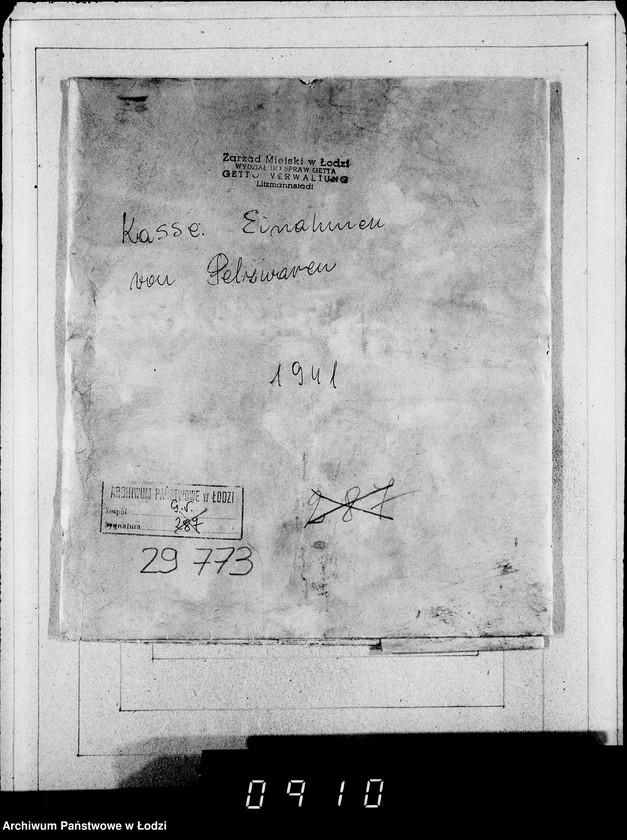 Zarząd Miejski w Łodzi
WYDZIAŁ DO SPRAW GETTA
GETTO VERWALTUNG
Litzmannstadt
Kasse. Einahmen
von Pelzwaren
1941
ARCHIWUM PAŃSTWOWE w ŁODZI
Zespół G.V.
Sygnatura 287
287
29 773
0910
Archiwum Państwowe w Łodzi